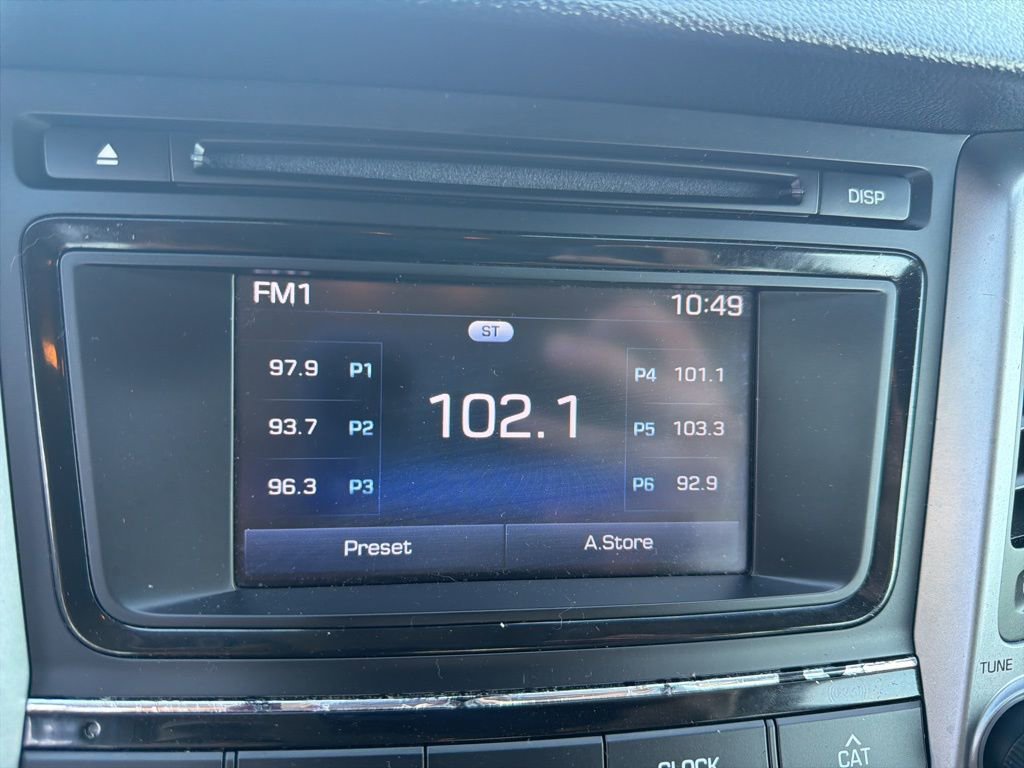 DISP
FM1 10:49
ST
97.9 P1
93.7 P2
96.3 P3
102.1
P4 101.1
P5 103.3
P6 92.9
Preset A.Store
TUNE
CLOCK
CAT